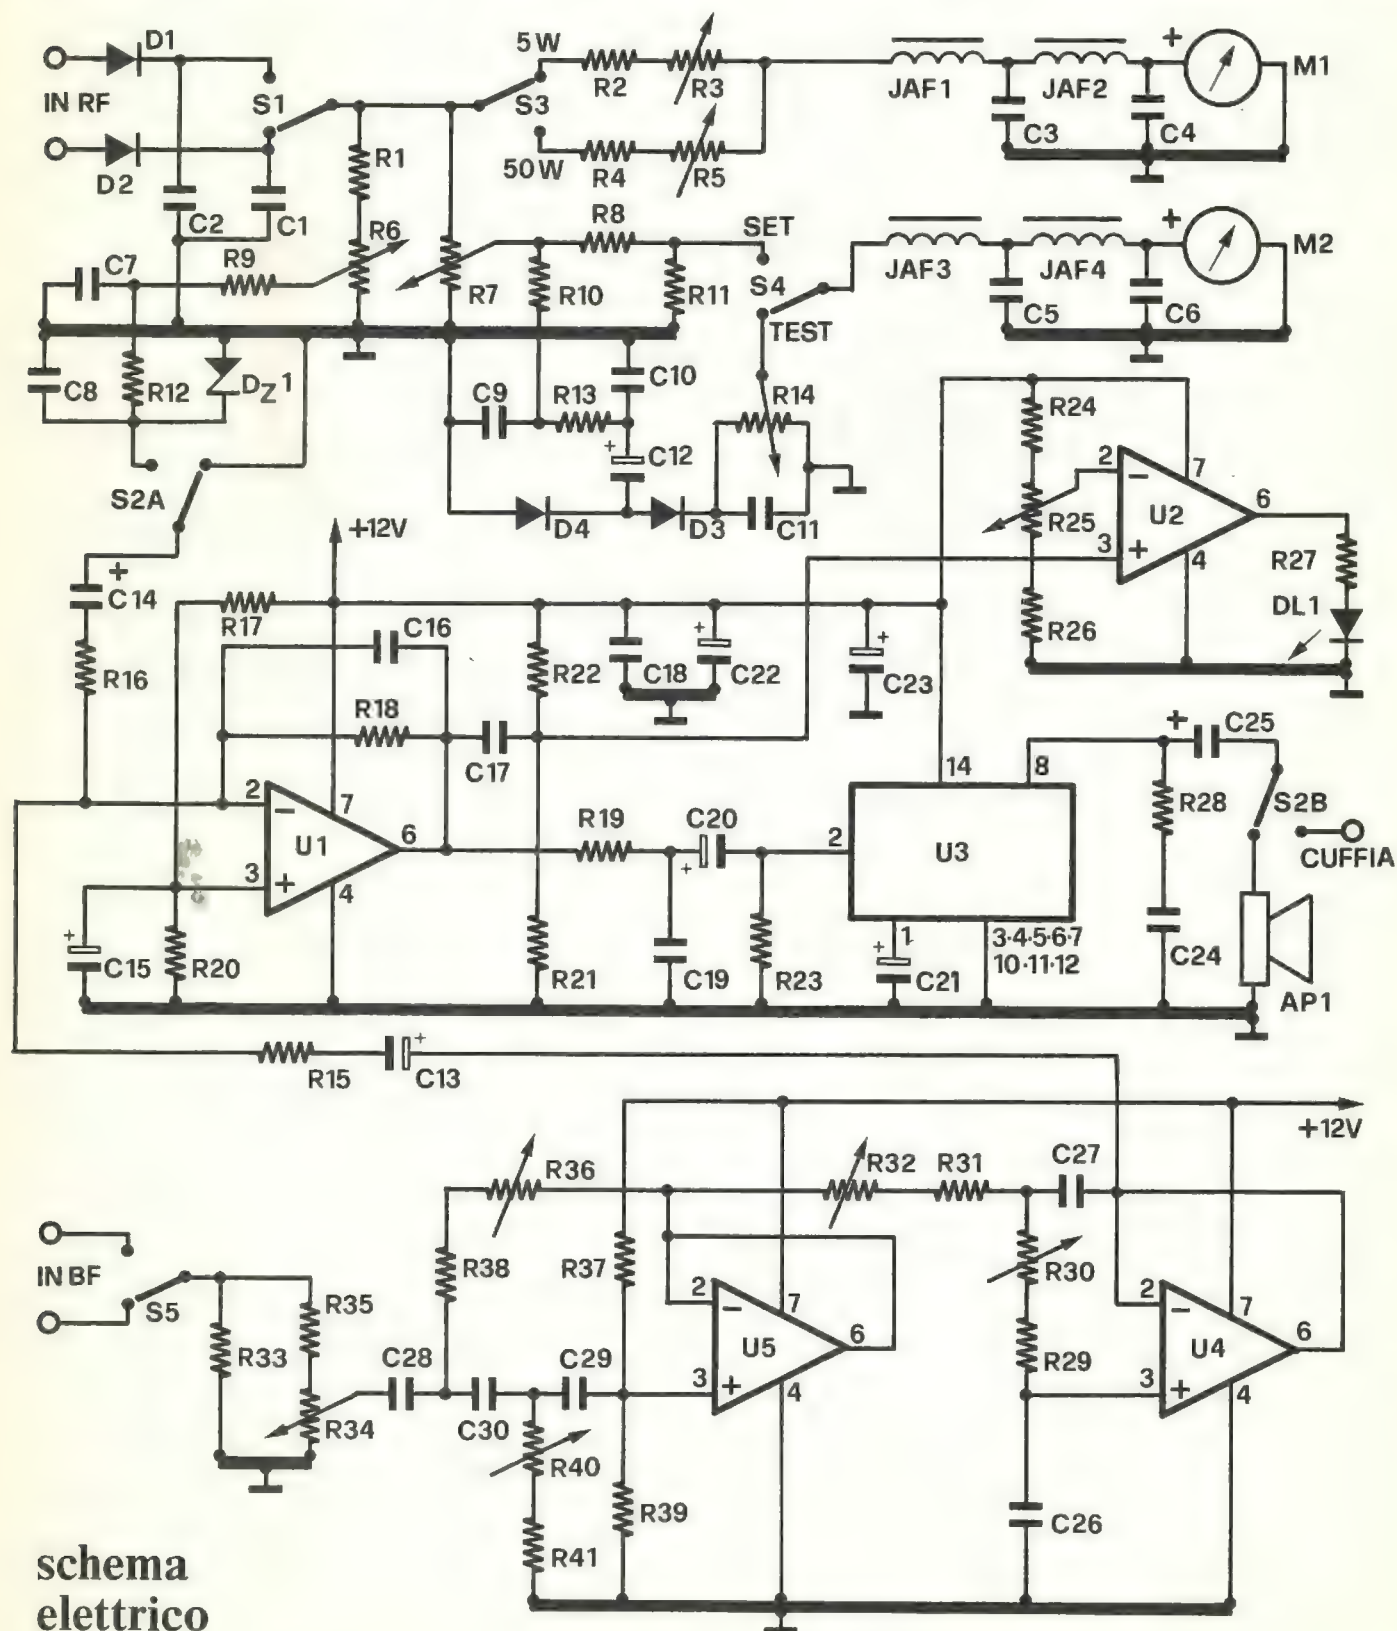 D1
IN RF
D2
S1
C2
C1
R1
R6
R9
C7
5W
S3
50W
R2
R3
R4
R5
R7
R8
R10
R11
SET
S4
TEST
JAF1
JAF2
+
M1
C3
C4
JAF3
JAF4
+
M2
C5
C6
C8
R12
DZ1
S2A
C9
R13
C10
+
C12
R14
D4
D3
C11
+12V
+
C14
R16
R17
C16
R18
C17
R22
C18
+
C22
+
C23
R24
R25
R26
2
−
3
+
U2
7
4
6
R27
DL1
2
−
3
+
U1
7
4
6
+
C15
R20
R21
R19
C19
C20
+
R23
2
14
8
U3
1
3·4·5·6·7
10·11·12
+
C21
+
C25
R28
C24
S2B
CUFFIA
AP1
R15
+
C13
+12V
R36
R32
R31
C27
R38
R37
R30
R29
IN BF
S5
R33
R35
R34
C28
C30
C29
R40
R41
R39
2
−
3
+
U5
7
4
6
2
−
3
+
U4
7
4
6
C26
schema
elettrico